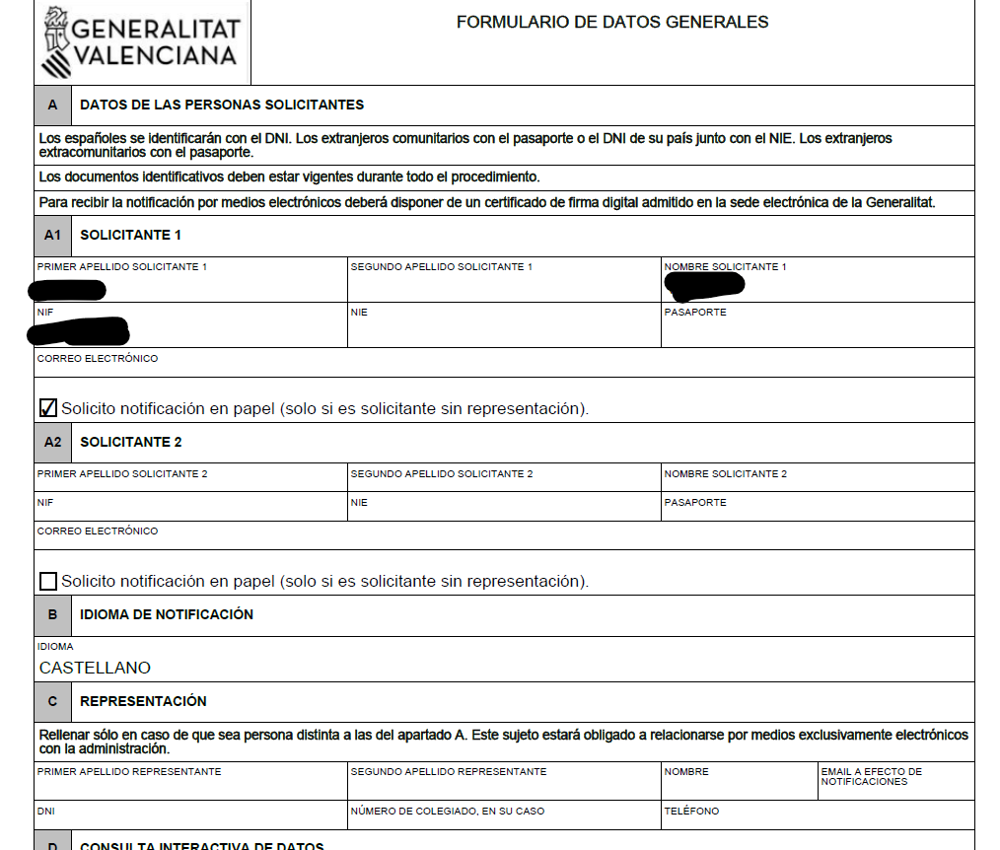 GENERALITAT
VALENCIANA
FORMULARIO DE DATOS GENERALES
A DATOS DE LAS PERSONAS SOLICITANTES
Los españoles se identificarán con el DNI. Los extranjeros comunitarios con el pasaporte o el DNI de su país junto con el NIE. Los extranjeros
extracomunitarios con el pasaporte.
Los documentos identificativos deben estar vigentes durante todo el procedimiento.
Para recibir la notificación por medios electrónicos deberá disponer de un certificado de firma digital admitido en la sede electrónica de la Generalitat.
A1 SOLICITANTE 1
PRIMER APELLIDO SOLICITANTE 1 SEGUNDO APELLIDO SOLICITANTE 1 NOMBRE SOLICITANTE 1
NIF NIE PASAPORTE
CORREO ELECTRÓNICO
Solicito notificación en papel (solo si es solicitante sin representación).
A2 SOLICITANTE 2
PRIMER APELLIDO SOLICITANTE 2 SEGUNDO APELLIDO SOLICITANTE 2 NOMBRE SOLICITANTE 2
NIF NIE PASAPORTE
CORREO ELECTRÓNICO
Solicito notificación en papel (solo si es solicitante sin representación).
B IDIOMA DE NOTIFICACIÓN
IDIOMA
CASTELLANO
C REPRESENTACIÓN
Rellenar sólo en caso de que sea persona distinta a las del apartado A. Este sujeto estará obligado a relacionarse por medios exclusivamente electrónicos
con la administración.
PRIMER APELLIDO REPRESENTANTE SEGUNDO APELLIDO REPRESENTANTE NOMBRE EMAIL A EFECTO DE
NOTIFICACIONES
DNI NÚMERO DE COLEGIADO, EN SU CASO TELÉFONO
D CONSULTA INTERACTIVA DE DATOS